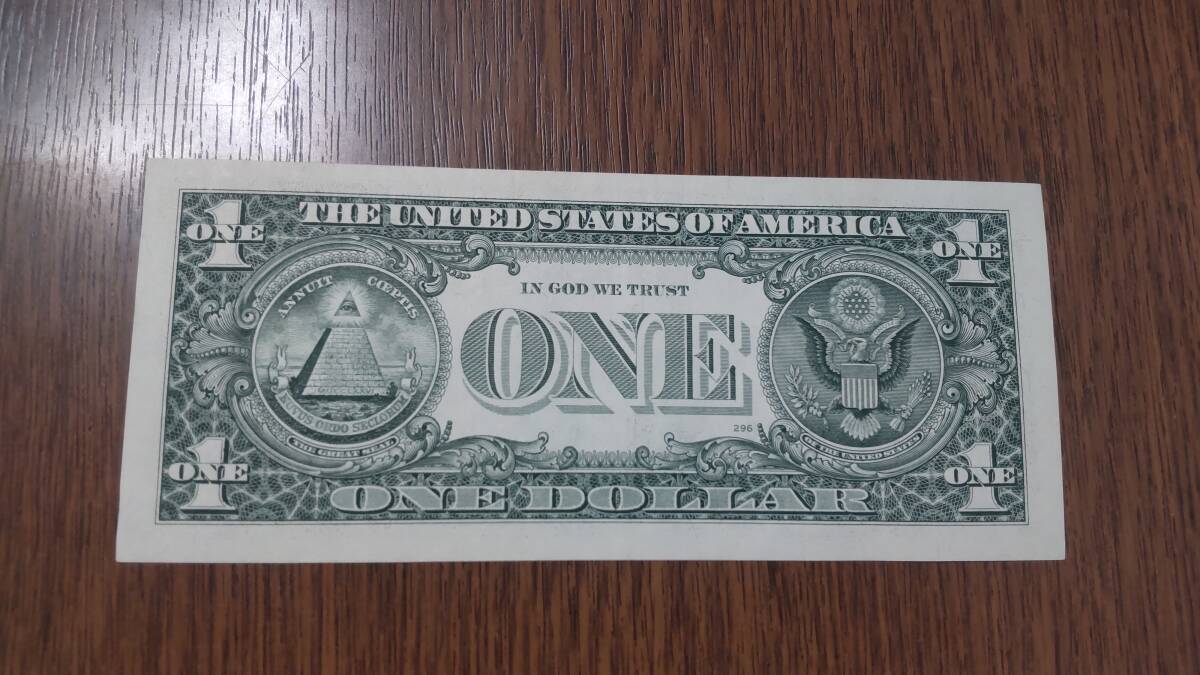 1
ONE
THE UNITED STATES OF AMERICA
1
ONE
ANNUIT CŒPTIS
IN GOD WE TRUST
ONE
NOVUS ORDO SECLORUM
THE GREAT SEAL
296
OF THE UNITED STATES
1
ONE
ONE DOLLAR
1
ONE